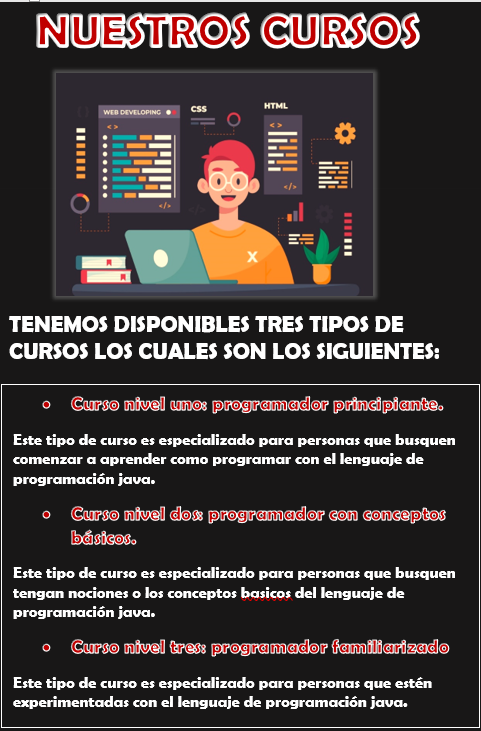 NUESTROS CURSOS
WEB DEVELOPING
CSS
HTML
< >
< >
</>
</>
</>
X
TENEMOS DISPONIBLES TRES TIPOS DE
CURSOS LOS CUALES SON LOS SIGUIENTES:
• Curso nivel uno: programador principiante.
Este tipo de curso es especializado para personas que busquen
comenzar a aprender como programar con el lenguaje de
programación java.
• Curso nivel dos: programador con conceptos
básicos.
Este tipo de curso es especializado para personas que busquen
tengan nociones o los conceptos basicos del lenguaje de
programación java.
• Curso nivel tres: programador familiarizado
Este tipo de curso es especializado para personas que estén
experimentadas con el lenguaje de programación java.